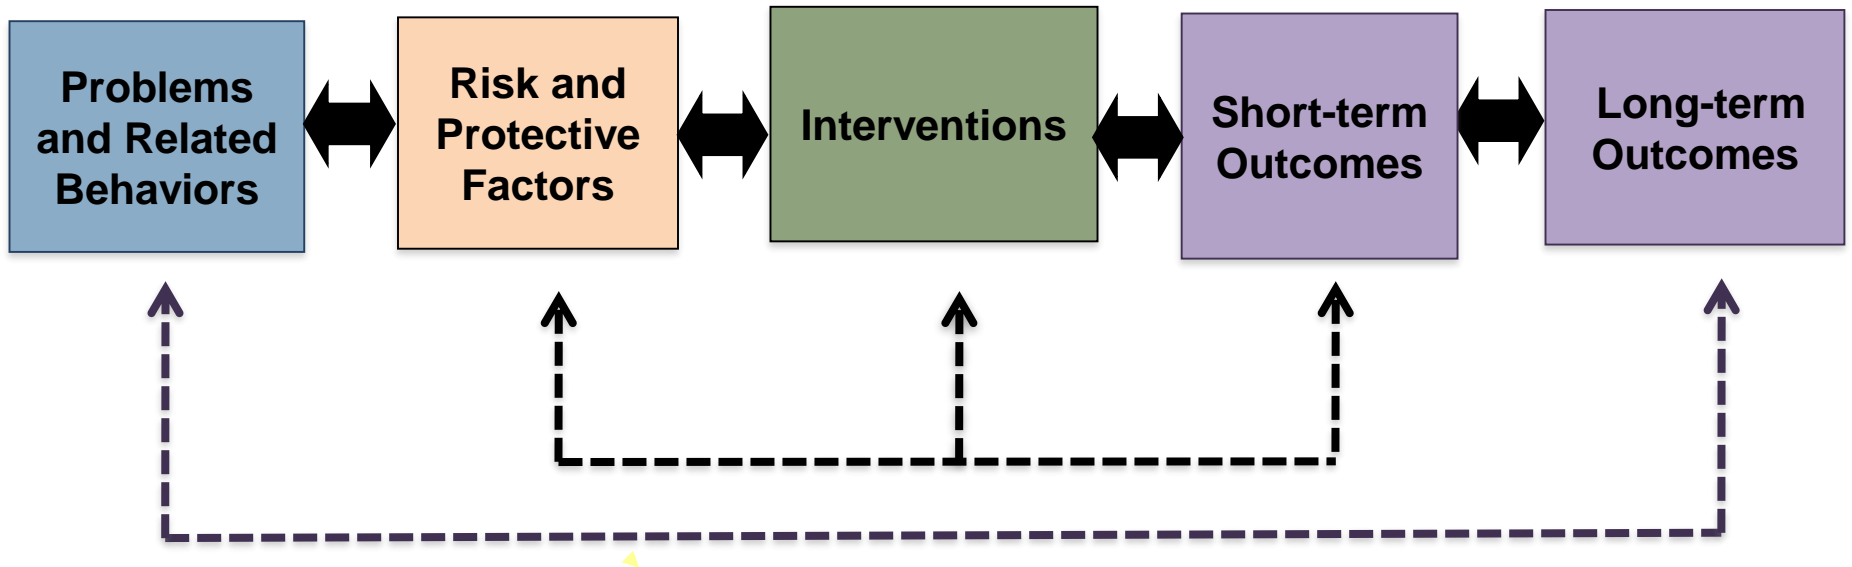 Problems
and Related
Behaviors
Risk and
Protective
Factors
Interventions
Short-term
Outcomes
Long-term
Outcomes